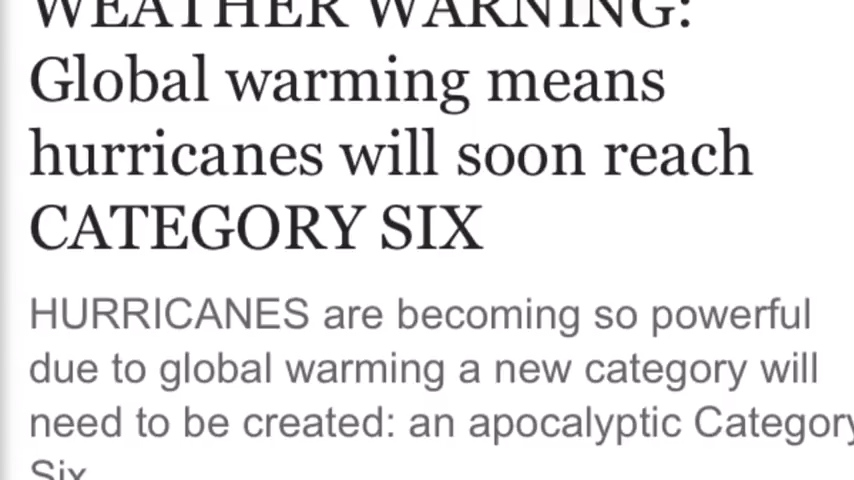 WEATHER WARNING:
Global warming means
hurricanes will soon reach
CATEGORY SIX
HURRICANES are becoming so powerful
due to global warming a new category will
need to be created: an apocalyptic Category
Six